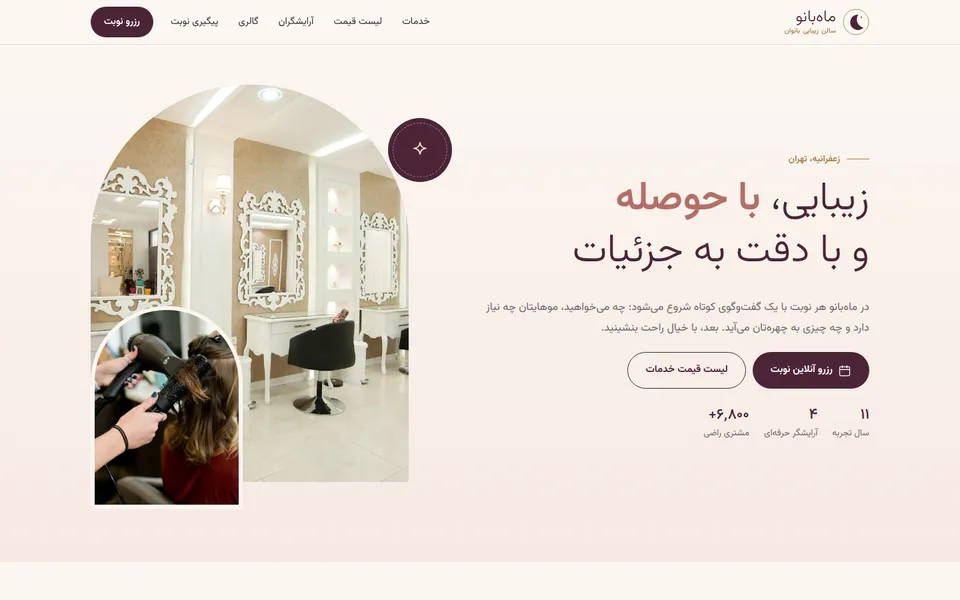 ماه‌بانو
سالن زیبایی بانوان
خدمات
لیست قیمت
آرایشگران
گالری
پیگیری نوبت
رزرو نوبت
زعفرانیه، تهران
زیبایی، با حوصله
و با دقت به جزئیات
در ماه‌بانو هر نوبت با یک گفت‌وگوی کوتاه شروع می‌شود: چه می‌خواهید، موهایتان چه نیاز
دارد و چه چیزی به چهره‌تان می‌آید. بعد، با خیال راحت بنشینید.
رزرو آنلاین نوبت
لیست قیمت خدمات
۱۱
سال تجربه
۴
آرایشگر حرفه‌ای
۶,۸۰۰+
مشتری راضی